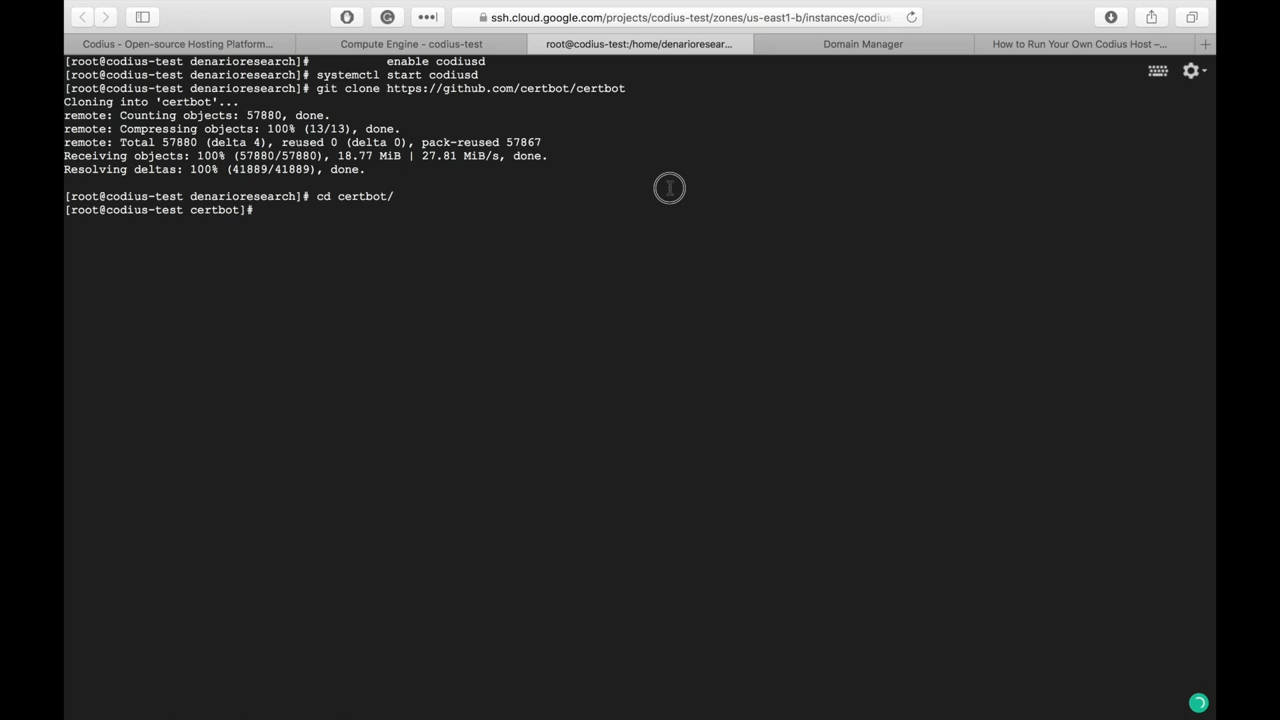 ssh.cloud.google.com/projects/codius-test/zones/us-east1-b/instances/codius
Codius - Open-source Hosting Platform...
Compute Engine - codius-test
root@codius-test:/home/denarioresear...
Domain Manager
How to Run Your Own Codius Host –...
[root@codius-test denarioresearch]#           enable codiusd
[root@codius-test denarioresearch]# systemctl start codiusd
[root@codius-test denarioresearch]# git clone https://github.com/certbot/certbot
Cloning into 'certbot'...
remote: Counting objects: 57880, done.
remote: Compressing objects: 100% (13/13), done.
remote: Total 57880 (delta 4), reused 0 (delta 0), pack-reused 57867
Receiving objects: 100% (57880/57880), 18.77 MiB | 27.81 MiB/s, done.
Resolving deltas: 100% (41889/41889), done.
[root@codius-test denarioresearch]# cd certbot/
[root@codius-test certbot]#